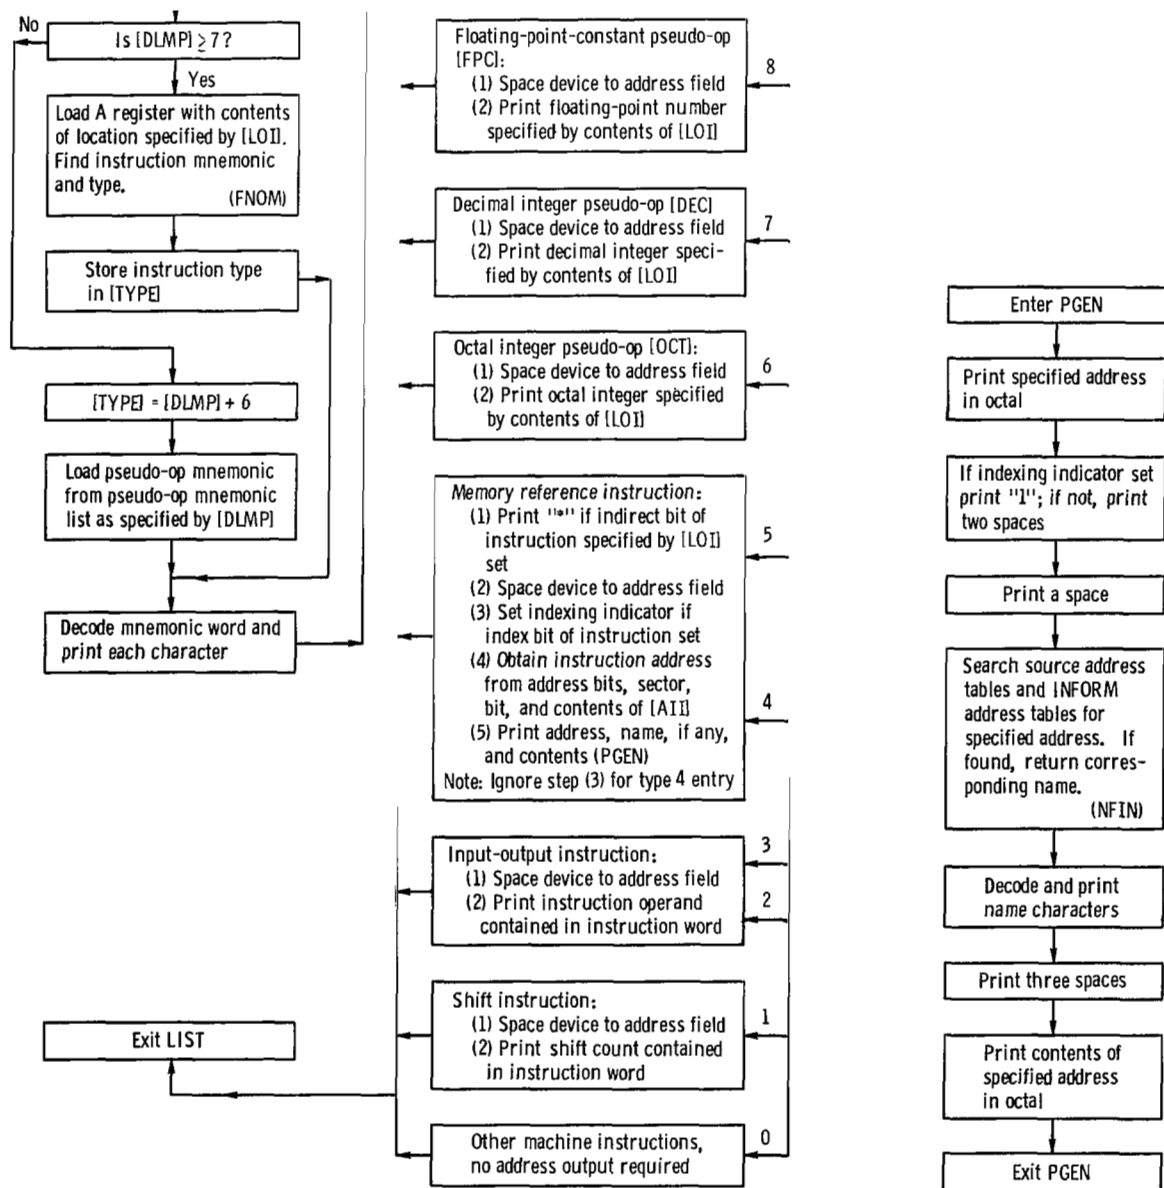 No
Is [DLMP] ≥ 7?
Yes
Load A register with contents
of location specified by [LOI].
Find instruction mnemonic
and type.
(FNOM)
Store instruction type
in [TYPE]
[TYPE] = [DLMP] + 6
Load pseudo-op mnemonic
from pseudo-op mnemonic
list as specified by [DLMP]
Decode mnemonic word and
print each character
Exit LIST
Floating-point-constant pseudo-op
[FPC]:
(1) Space device to address field
(2) Print floating-point number
specified by contents of [LOI]
8
Decimal integer pseudo-op [DEC]
(1) Space device to address field
(2) Print decimal integer speci-
fied by contents of [LOI]
7
Octal integer pseudo-op [OCT]:
(1) Space device to address field
(2) Print octal integer specified
by contents of [LOI]
6
Memory reference instruction:
(1) Print "*" if indirect bit of
instruction specified by [LOI]
set
(2) Space device to address field
(3) Set indexing indicator if
index bit of instruction set
(4) Obtain instruction address
from address bits, sector,
bit, and contents of [AII]
(5) Print address, name, if any,
and contents (PGEN)
Note: Ignore step (3) for type 4 entry
5
4
Input-output instruction:
(1) Space device to address field
(2) Print instruction operand
contained in instruction word
3
2
Shift instruction:
(1) Space device to address field
(2) Print shift count contained
in instruction word
1
Other machine instructions,
no address output required
0
Enter PGEN
Print specified address
in octal
If indexing indicator set
print "1"; if not, print
two spaces
Print a space
Search source address
tables and INFORM
address tables for
specified address. If
found, return corres-
ponding name.
(NFIN)
Decode and print
name characters
Print three spaces
Print contents of
specified address
in octal
Exit PGEN